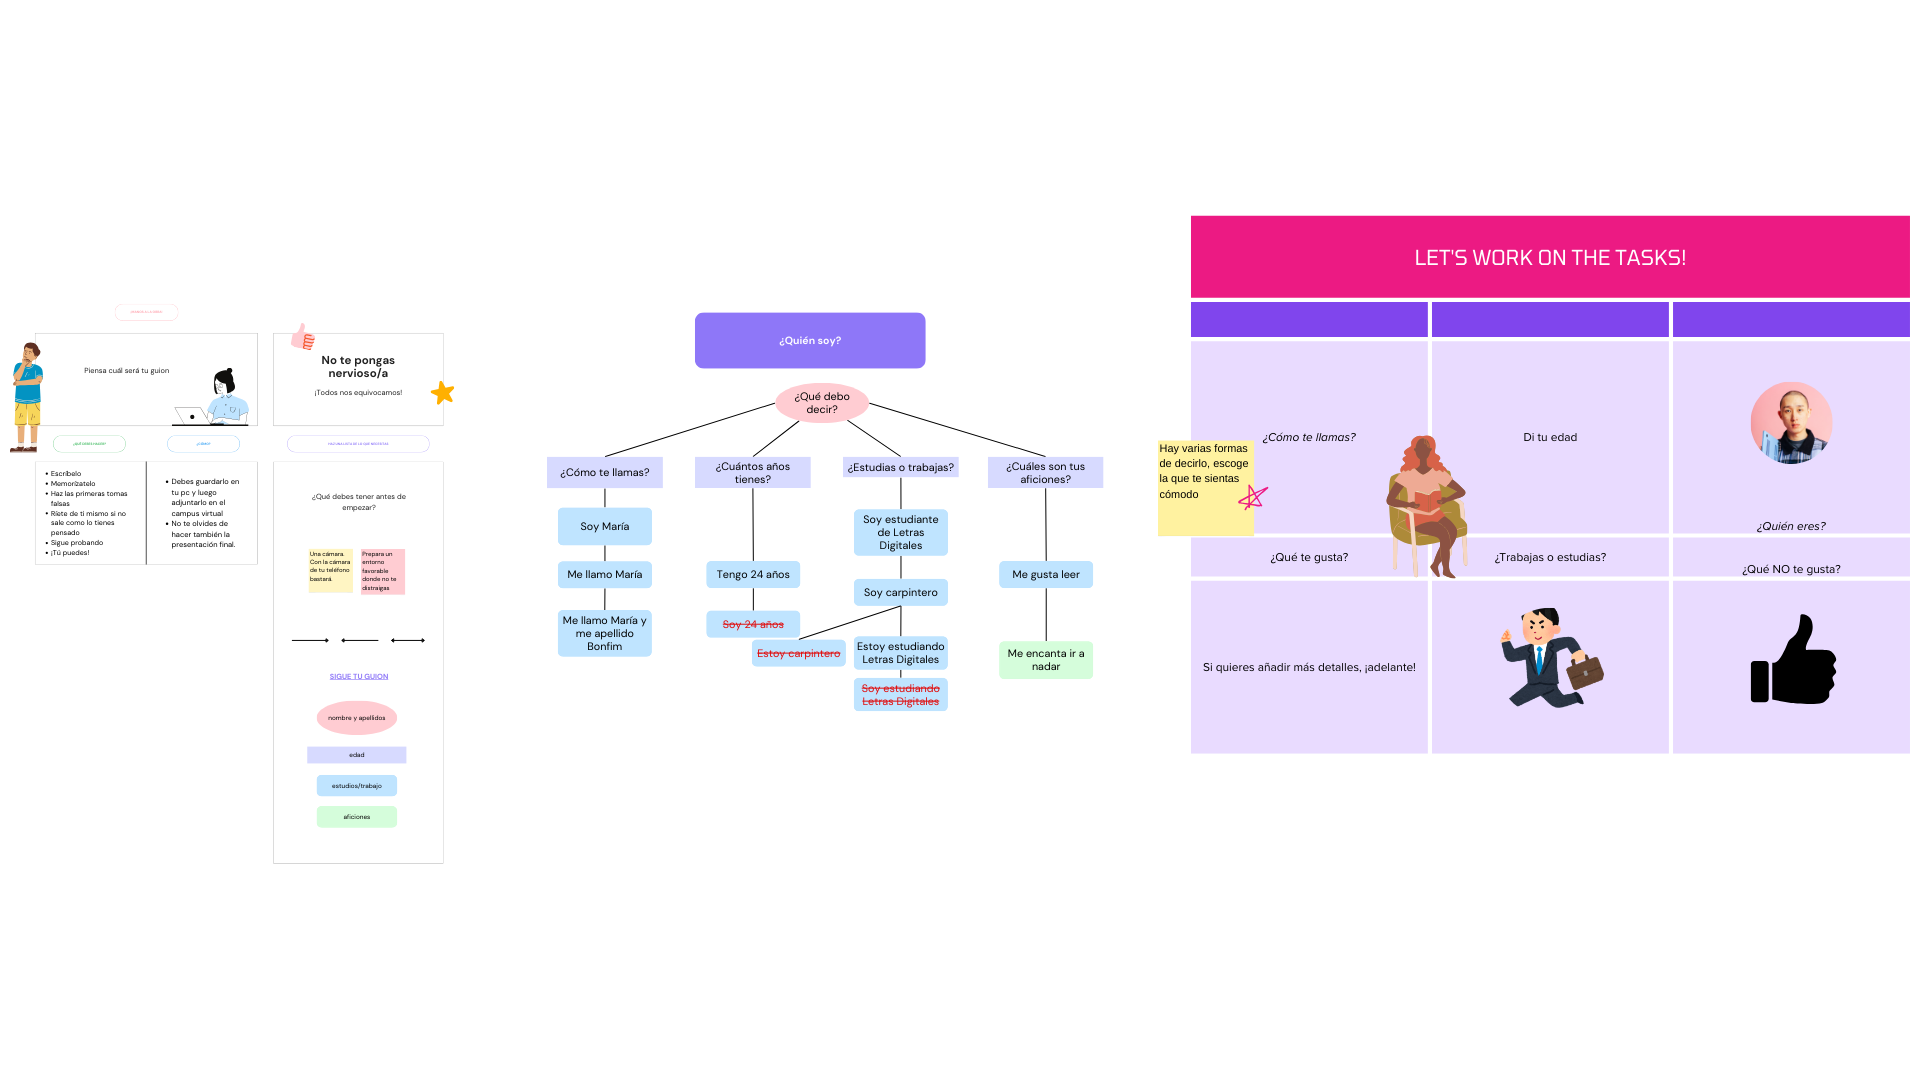 Piensa cuál será tu guion
¿QUÉ DEBES HACER?
Escríbelo
Memorízatelo
Haz las primeras tomas
falsas
Ríete de ti mismo si no
sale como lo tienes
pensado
Sigue probando
¡Tú puedes!
Debes guardarlo en
tu pc y luego
adjuntarlo en el
campus virtual
No te olvides de
hacer también la
presentación final.
No te pongas
nervioso/a
¡Todos nos equivocamos!
¿Qué debes tener antes de
empezar?
Una cámara.
Con la cámara
de tu teléfono
bastará.
Prepara un
entorno
favorable
donde no te
distraigas
SIGUE TU GUION
nombre y apellidos
edad
estudios/trabajo
aficiones
¿Quién soy?
¿Qué debo
decir?
¿Cómo te llamas?
Soy María
Me llamo María
Me llamo María y
me apellido
Bonfim
¿Cuántos años
tienes?
Tengo 24 años
Soy 24 años
¿Estudias o trabajas?
Soy estudiante
de Letras
Digitales
Soy carpintero
Estoy carpintero
Estoy estudiando
Letras Digitales
Soy estudiando
Letras Digitales
¿Cuáles son tus
aficiones?
Me gusta leer
Me encanta ir a
nadar
LET'S WORK ON THE TASKS!
Hay varias formas
de decirlo, escoge
la que te sientas
cómodo
¿Cómo te llamas?
Di tu edad
¿Quién eres?
¿Qué te gusta?
¿Trabajas o estudias?
¿Qué NO te gusta?
Si quieres añadir más detalles, ¡adelante!